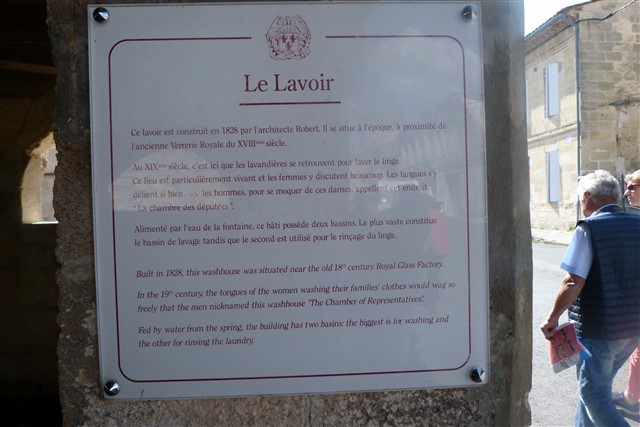 Le Lavoir
Ce lavoir est construit en 1828 par l'architecte Robert. Il se situe à l'époque, à proximité de
l'ancienne Verrerie Royale du XVIIIème siècle.
Au XIXème siècle, c'est ici que les lavandières se retrouvent pour laver le linge.
Ce lieu est particulièrement vivant et les femmes y discutent beaucoup. Les langues s'y
délient si bien les hommes, pour se moquer de ces dames, appellent cet enduit
"La chambre des députées".
Alimenté par l'eau de la fontaine, ce bâti possède deux bassins. Le plus vaste constitue
le bassin de lavage tandis que le second est utilisé pour le rinçage du linge.
Built in 1828, this washhouse was situated near the old 18th century Royal Glass Factory.
In the 19th century, the tongues of the women washing their families' clothes would wag so
freely that the men nicknamed this washhouse "The Chamber of Representatives".
Fed by water from the spring, the building has two basins: the biggest is for washing and
the other for rinsing the laundry.